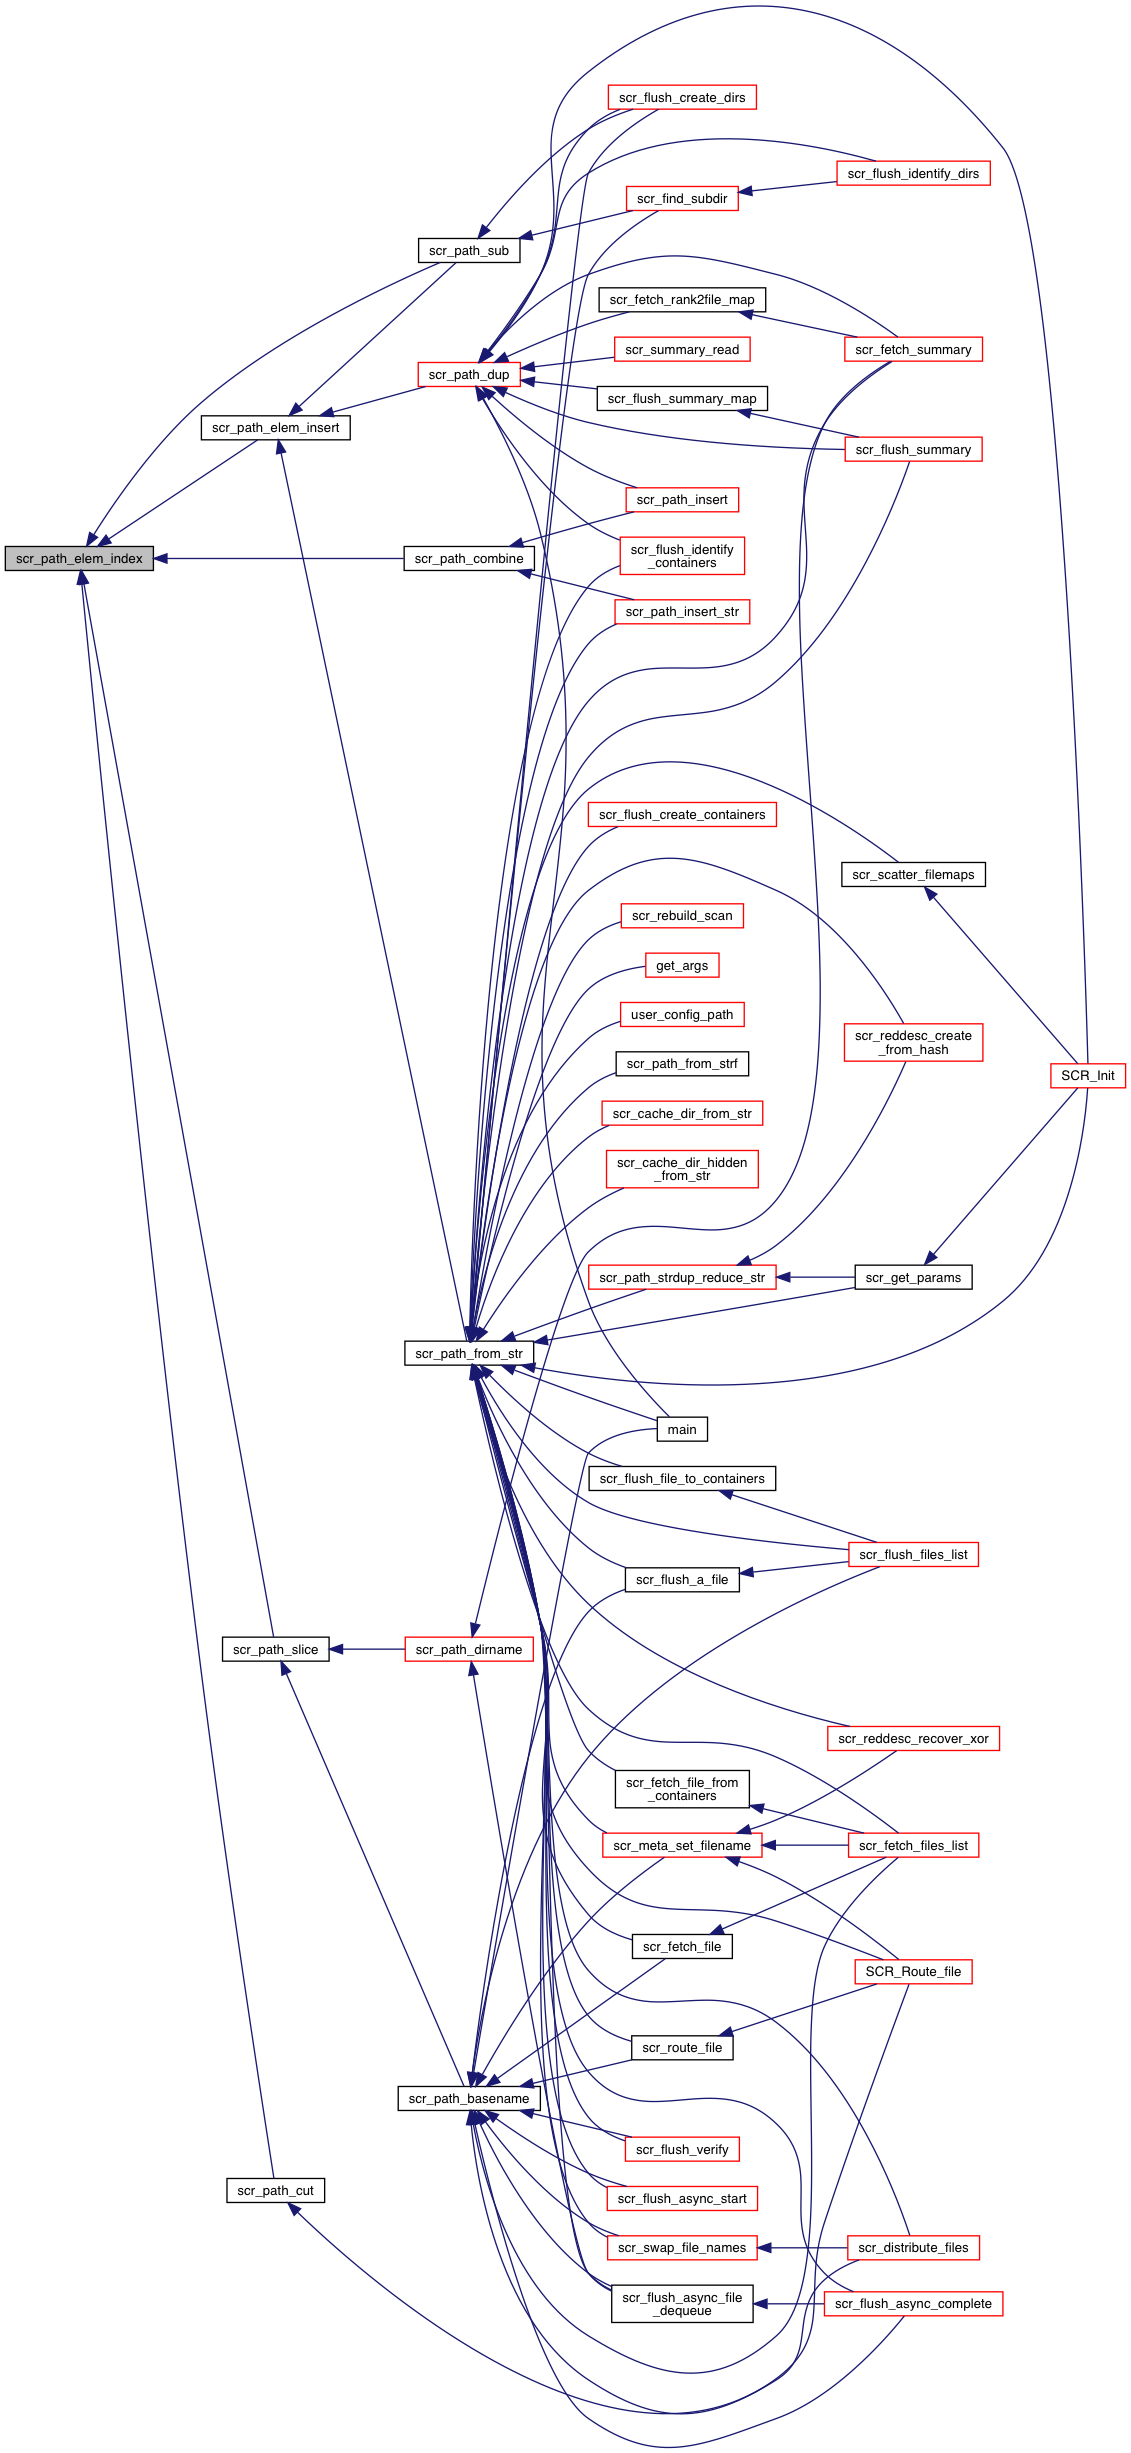 scr_flush_create_dirs
scr_flush_identify_dirs
scr_find_subdir
scr_path_sub
scr_fetch_rank2file_map
scr_summary_read
scr_fetch_summary
scr_path_dup
scr_flush_summary_map
scr_path_elem_insert
scr_flush_summary
scr_path_insert
scr_path_elem_index
scr_path_combine
scr_flush_identify
_containers
scr_path_insert_str
scr_flush_create_containers
scr_scatter_filemaps
scr_rebuild_scan
get_args
user_config_path
scr_reddesc_create
_from_hash
scr_path_from_strf
SCR_Init
scr_cache_dir_from_str
scr_cache_dir_hidden
_from_str
scr_path_strdup_reduce_str
scr_get_params
scr_path_from_str
main
scr_flush_file_to_containers
scr_flush_files_list
scr_flush_a_file
scr_path_slice
scr_path_dirname
scr_reddesc_recover_xor
scr_fetch_file_from
_containers
scr_meta_set_filename
scr_fetch_files_list
scr_fetch_file
SCR_Route_file
scr_route_file
scr_path_basename
scr_flush_verify
scr_path_cut
scr_flush_async_start
scr_swap_file_names
scr_distribute_files
scr_flush_async_file
_dequeue
scr_flush_async_complete